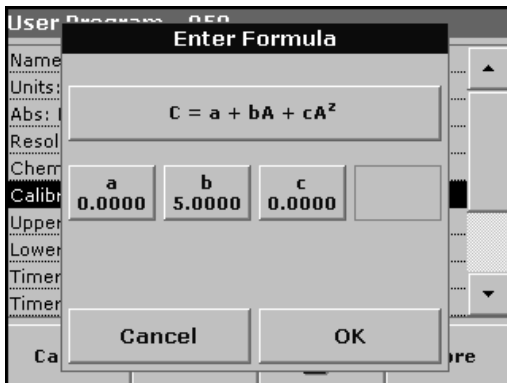 User Program 950
Enter Formula
Name
Units:
C = a + bA + cA²
Abs:
Resol
Chem
a b c
Calibr
0.0000 5.0000 0.0000
Upper
Lower
Timer
Timer
Cancel OK
Ca ore